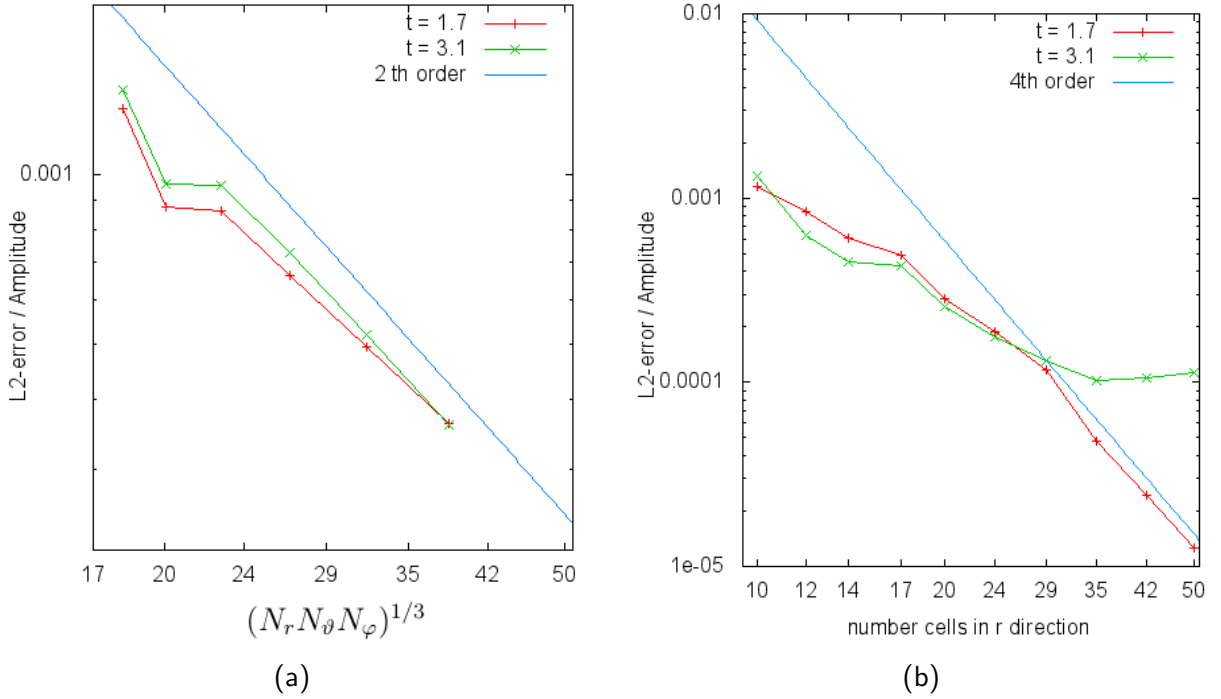 t = 1.7
t = 3.1
2 th order
0.001
L2-error / Amplitude
17 20 24 29 35 42 50
(N_r N_ϑ N_φ)^{1/3}
(a)
0.01
t = 1.7
t = 3.1
4th order
0.001
L2-error / Amplitude
0.0001
1e-05
10 12 14 17 20 24 29 35 42 50
number cells in r direction
(b)